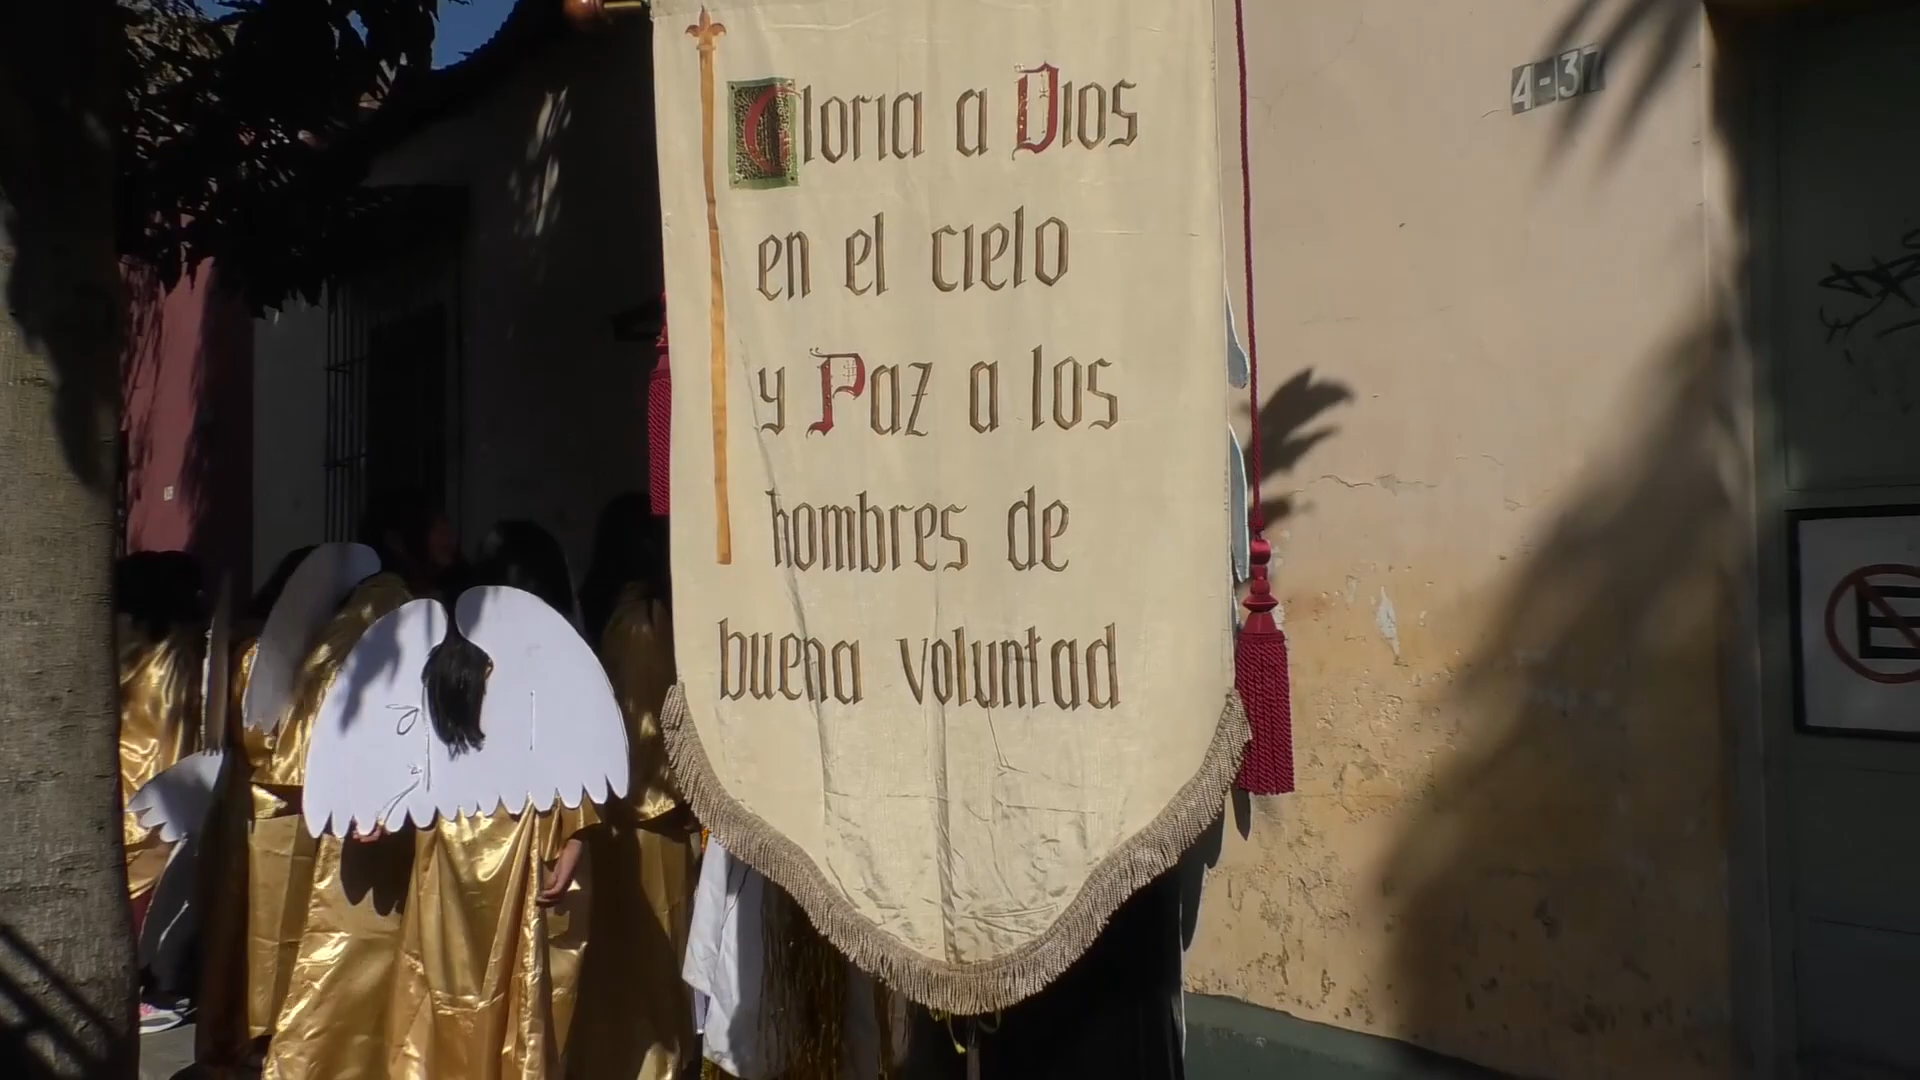 Gloria a Dios
en el cielo
y Paz a los
hombres de
buena voluntad
4-37
E